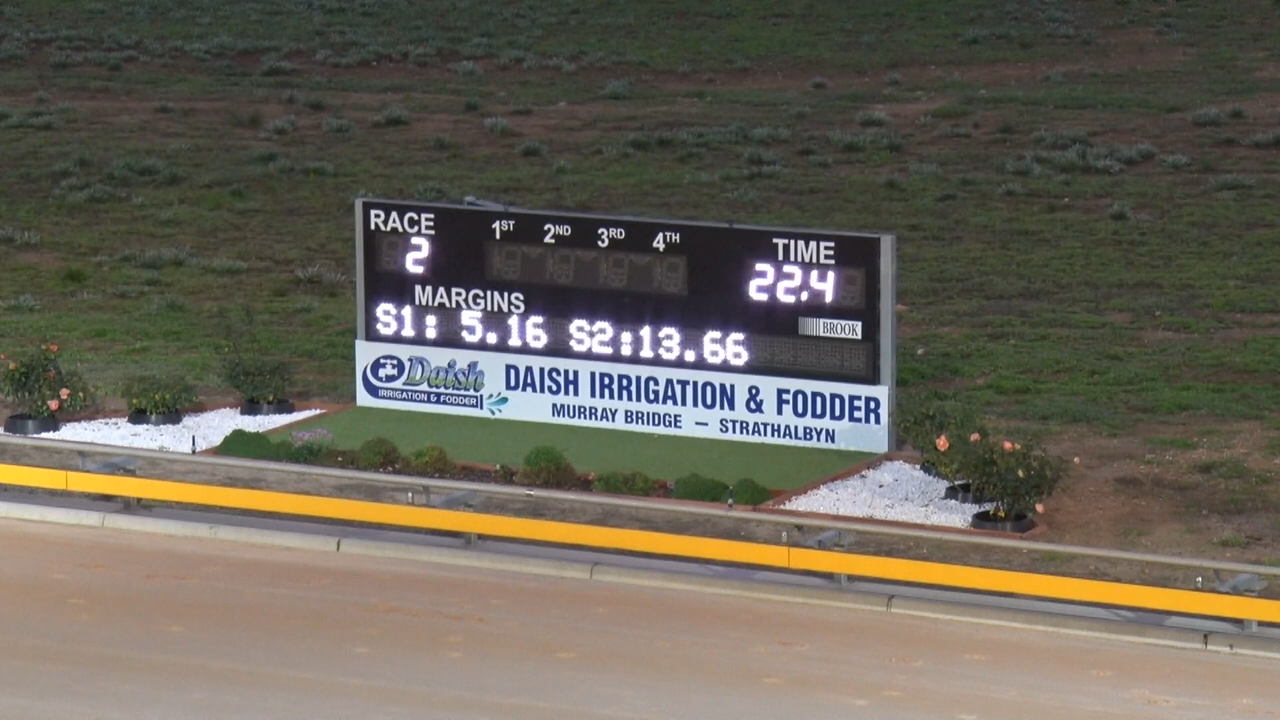 RACE 1ST 2ND 3RD 4TH TIME
2 22.4
MARGINS
BROOK
S1: 5.16 S2:13.66
Daish
IRRIGATION & FODDER
DAISH IRRIGATION & FODDER
MURRAY BRIDGE — STRATHALBYN